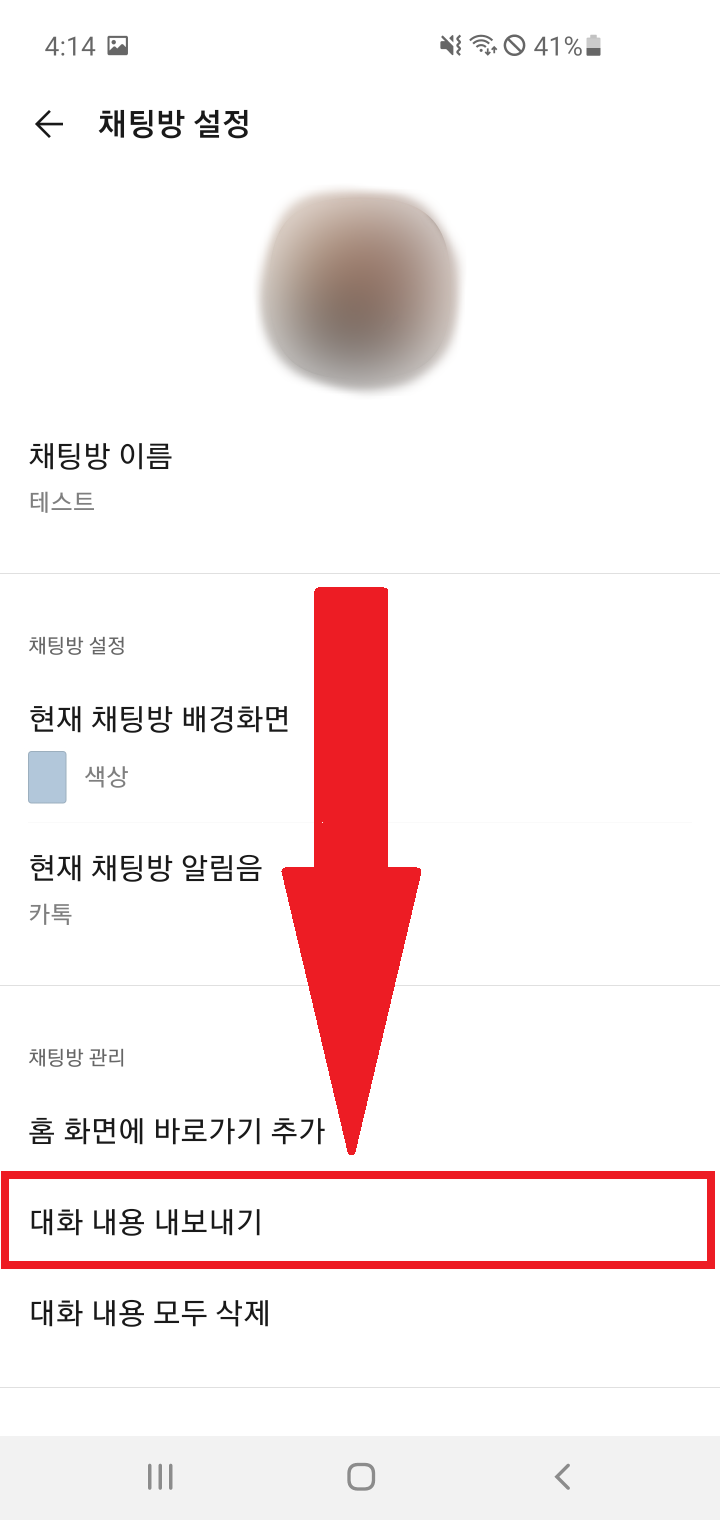 4:14 41%
채팅방 설정
채팅방 이름
테스트
채팅방 설정
현재 채팅방 배경화면
색상
현재 채팅방 알림음
카톡
채팅방 관리
홈 화면에 바로가기 추가
대화 내용 내보내기
대화 내용 모두 삭제